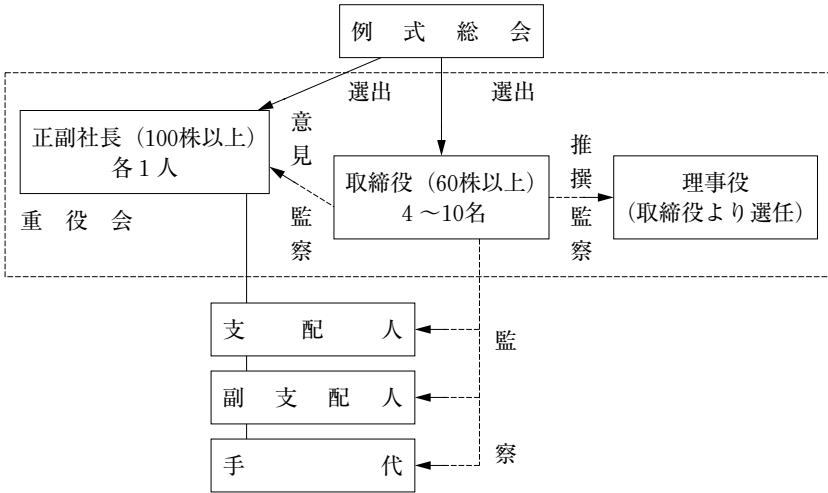 例式総会
選出
選出
正副社長（100株以上）
各1人
意見
監察
取締役（60株以上）
4～10名
推撰
監察
理事役
（取締役より選任）
重役会
支配人
副支配人
手代
監察